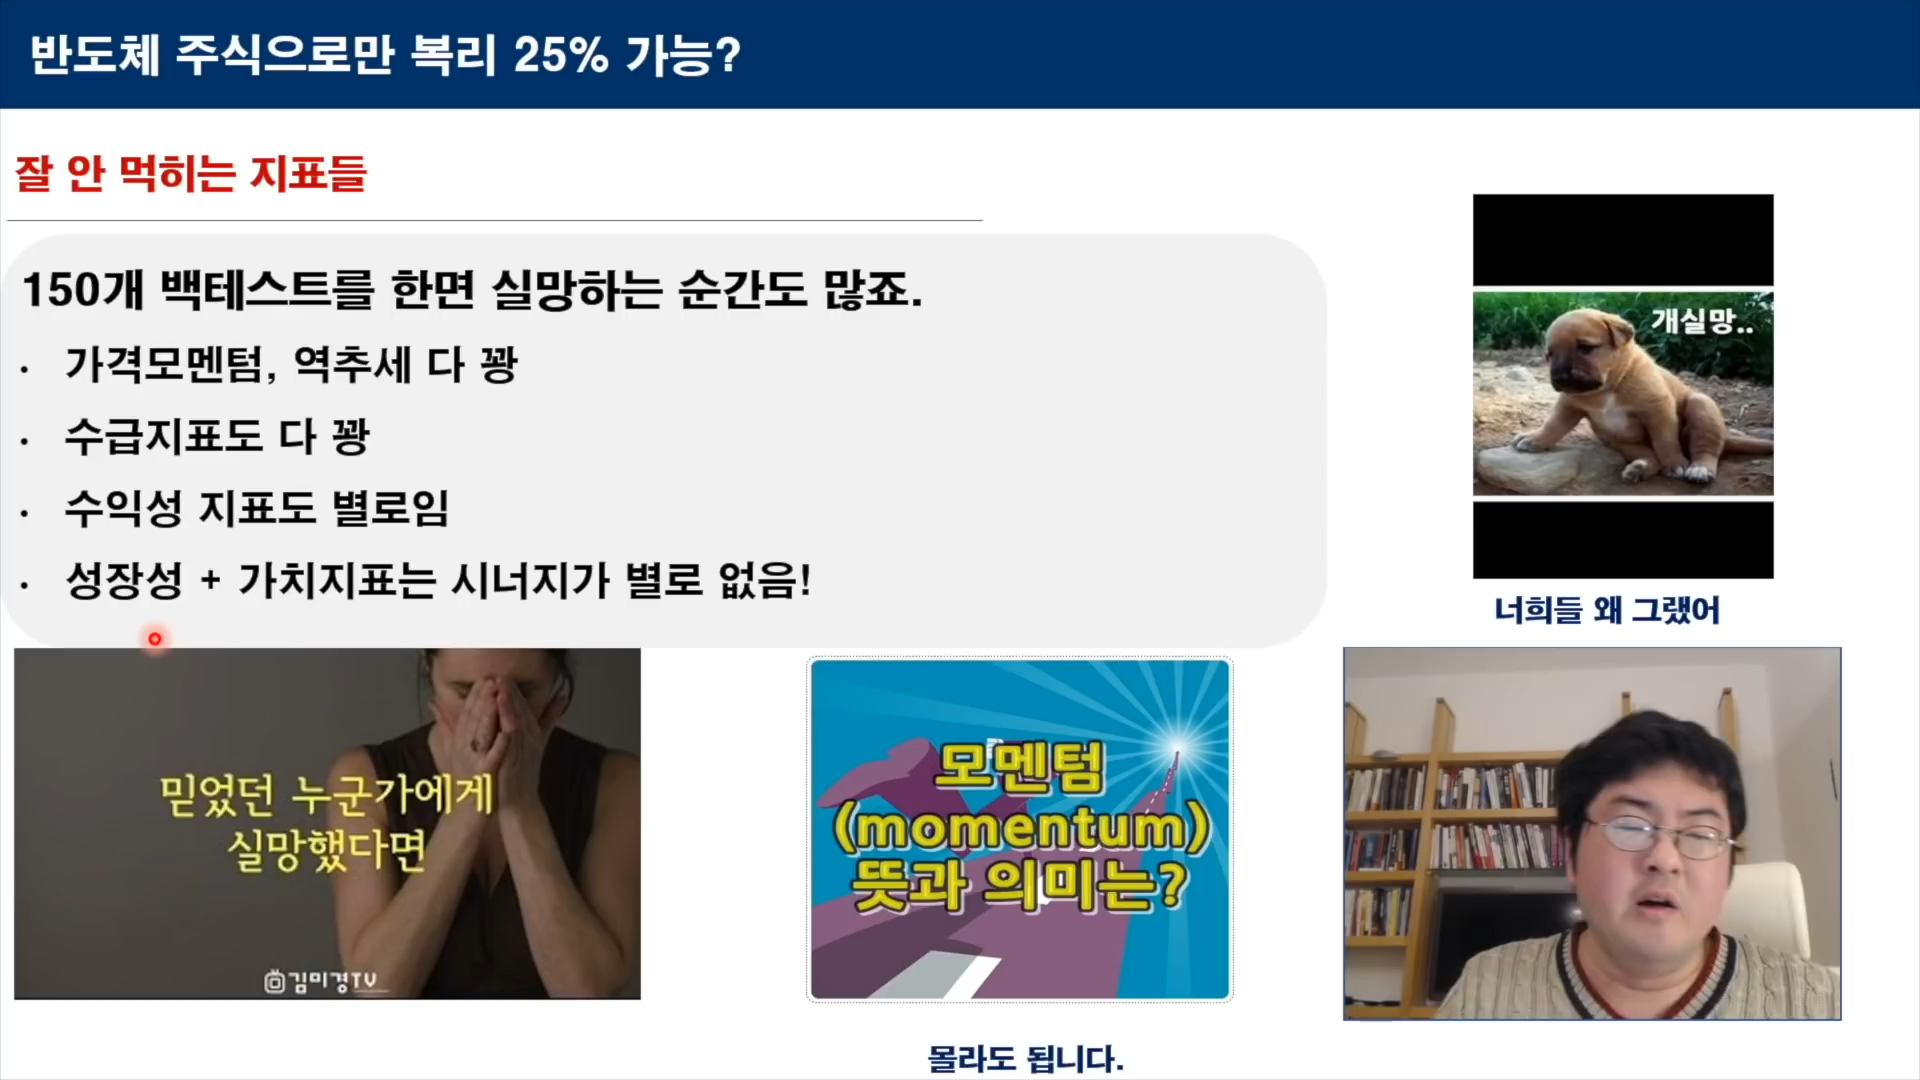 반도체 주식으로만 복리 25% 가능?
잘 안 먹히는 지표들
150개 백테스트를 한면 실망하는 순간도 많죠.
· 가격모멘텀, 역추세 다 꽝
· 수급지표도 다 꽝
· 수익성 지표도 별로임
· 성장성 + 가치지표는 시너지가 별로 없음!
개실망..
너희들 왜 그랬어
믿었던 누군가에게
실망했다면
김미경TV
모멘텀
(momentum)
뜻과 의미는?
몰라도 됩니다.